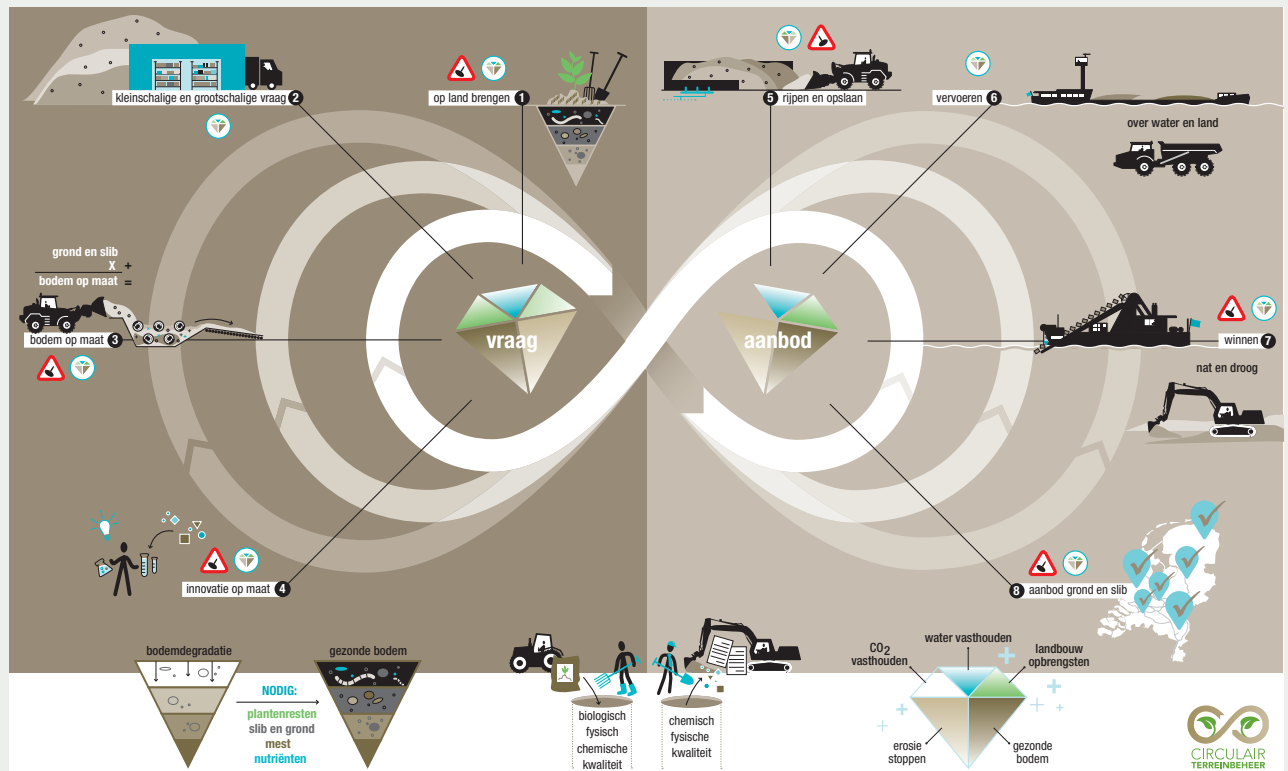 kleinschalige en grootschalige vraag 2
op land brengen 1
5 rijpen en opslaan
vervoeren 6
over water en land
grond en slib
X +
bodem op maat =
bodem op maat 3
vraag
aanbod
winnen 7
nat en droog
innovatie op maat 4
8 aanbod grond en slib
bodemdegradatie
NODIG:
plantenresten
slib en grond
mest
nutriënten
gezonde bodem
biologisch
fysisch
chemische
kwaliteit
chemisch
fysische
kwaliteit
CO2
vasthouden
water vasthouden
landbouw
opbrengsten
erosie
stoppen
gezonde
bodem
CIRCULAIR
TERREINBEHEER